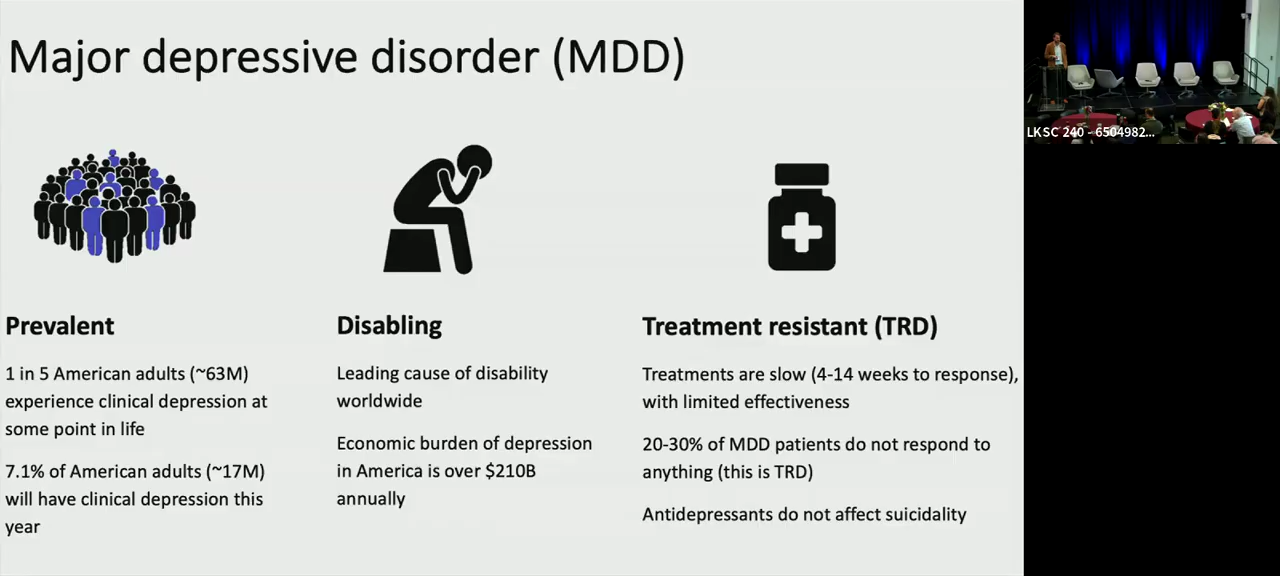 Major depressive disorder (MDD)
Prevalent
1 in 5 American adults (~63M)
experience clinical depression at
some point in life
7.1% of American adults (~17M)
will have clinical depression this
year
Disabling
Leading cause of disability
worldwide
Economic burden of depression
in America is over $210B
annually
Treatment resistant (TRD)
Treatments are slow (4-14 weeks to response),
with limited effectiveness
20-30% of MDD patients do not respond to
anything (this is TRD)
Antidepressants do not affect suicidality
LKSC 240 - 6504982...